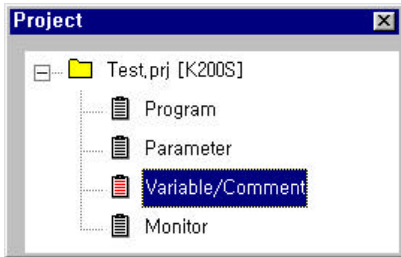 Project
Test.prj [K200S]
Program
Parameter
Variable/Comment
Monitor